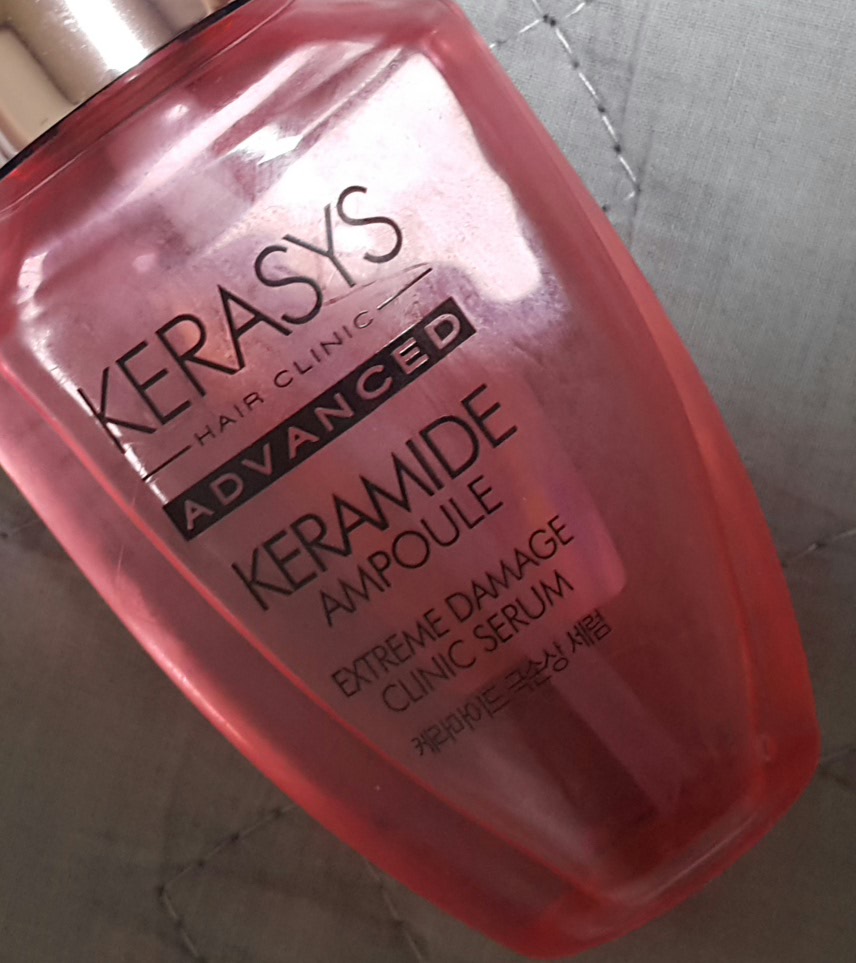 KERASYS
HAIR CLINIC
ADVANCED
KERAMIDE
AMPOULE
EXTREME DAMAGE
CLINIC SERUM
케라마이드 극손상 세럼